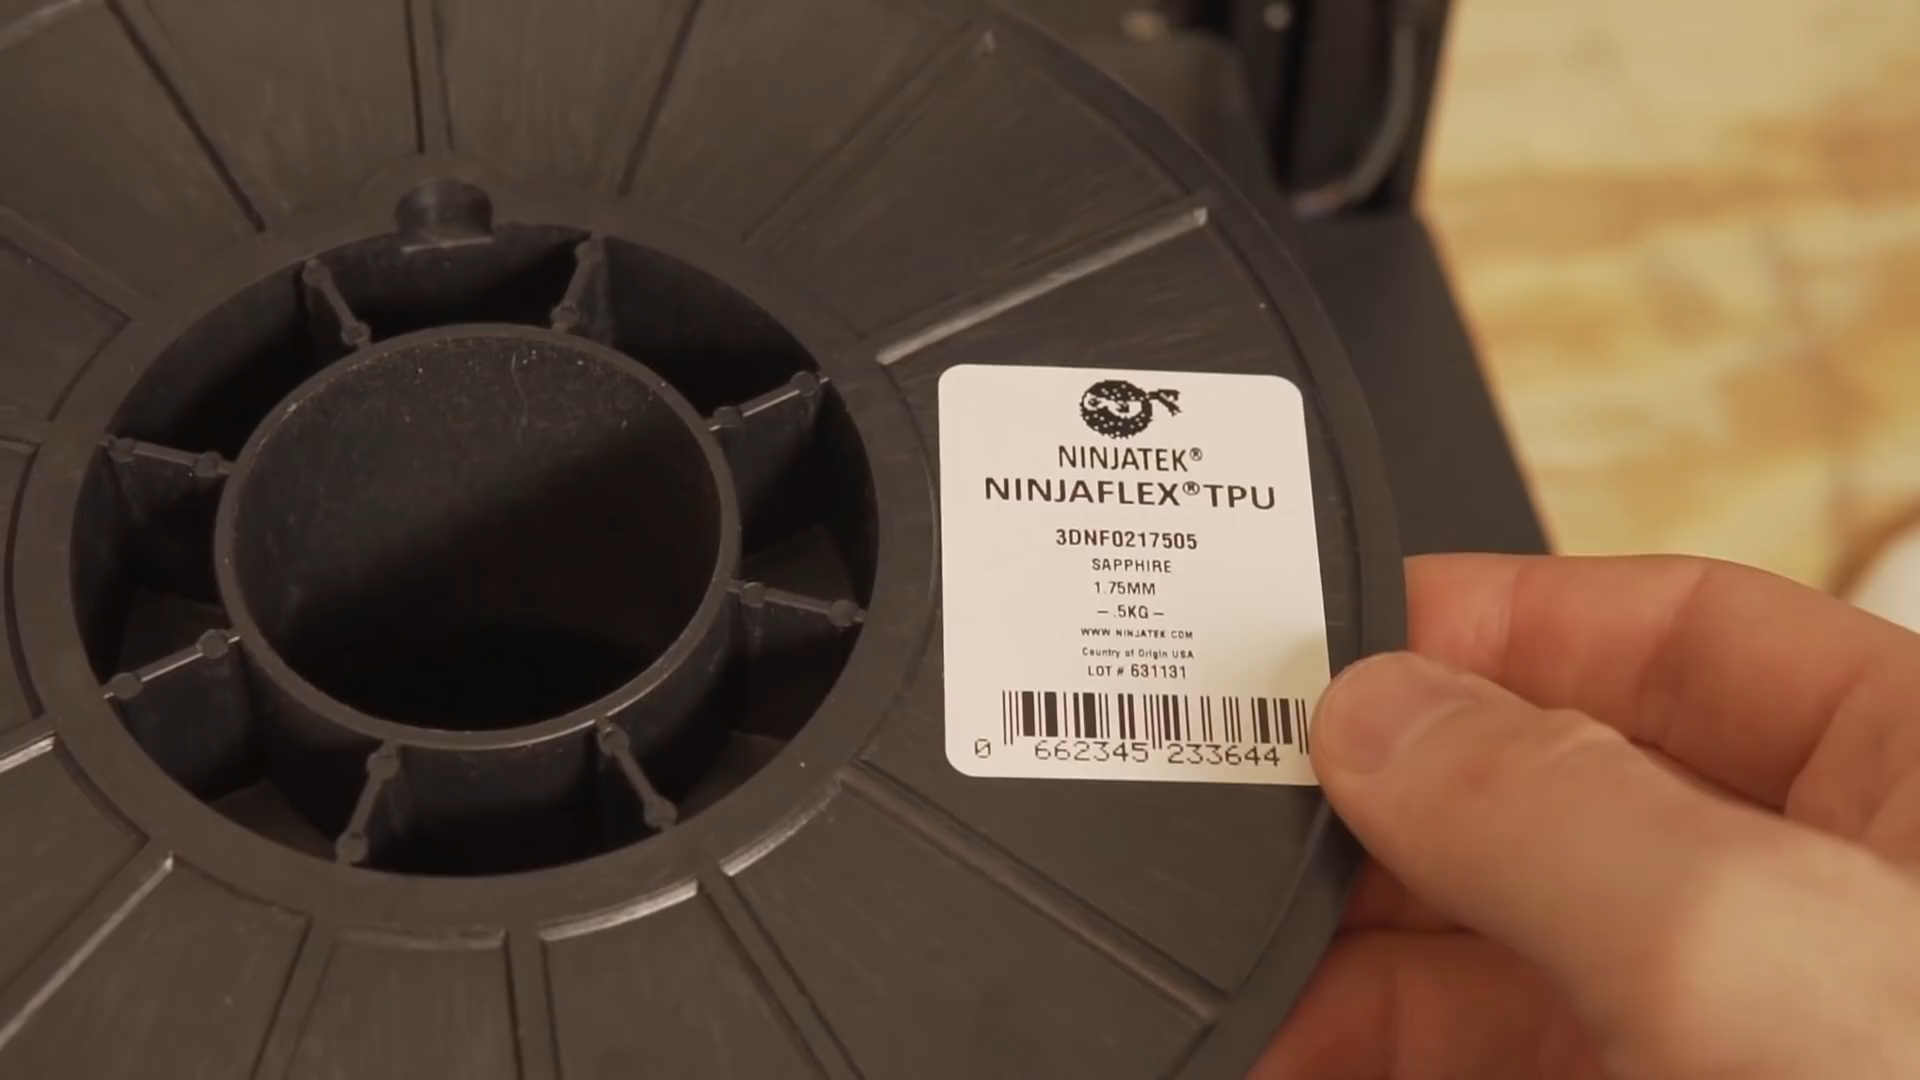 NINJATEK®
NINJAFLEX® TPU
3DNF0217505
SAPPHIRE
1.75MM
– .5KG –
WWW.NINJATEK.COM
Country of Origin USA
LOT # 631131
0 662345 233644